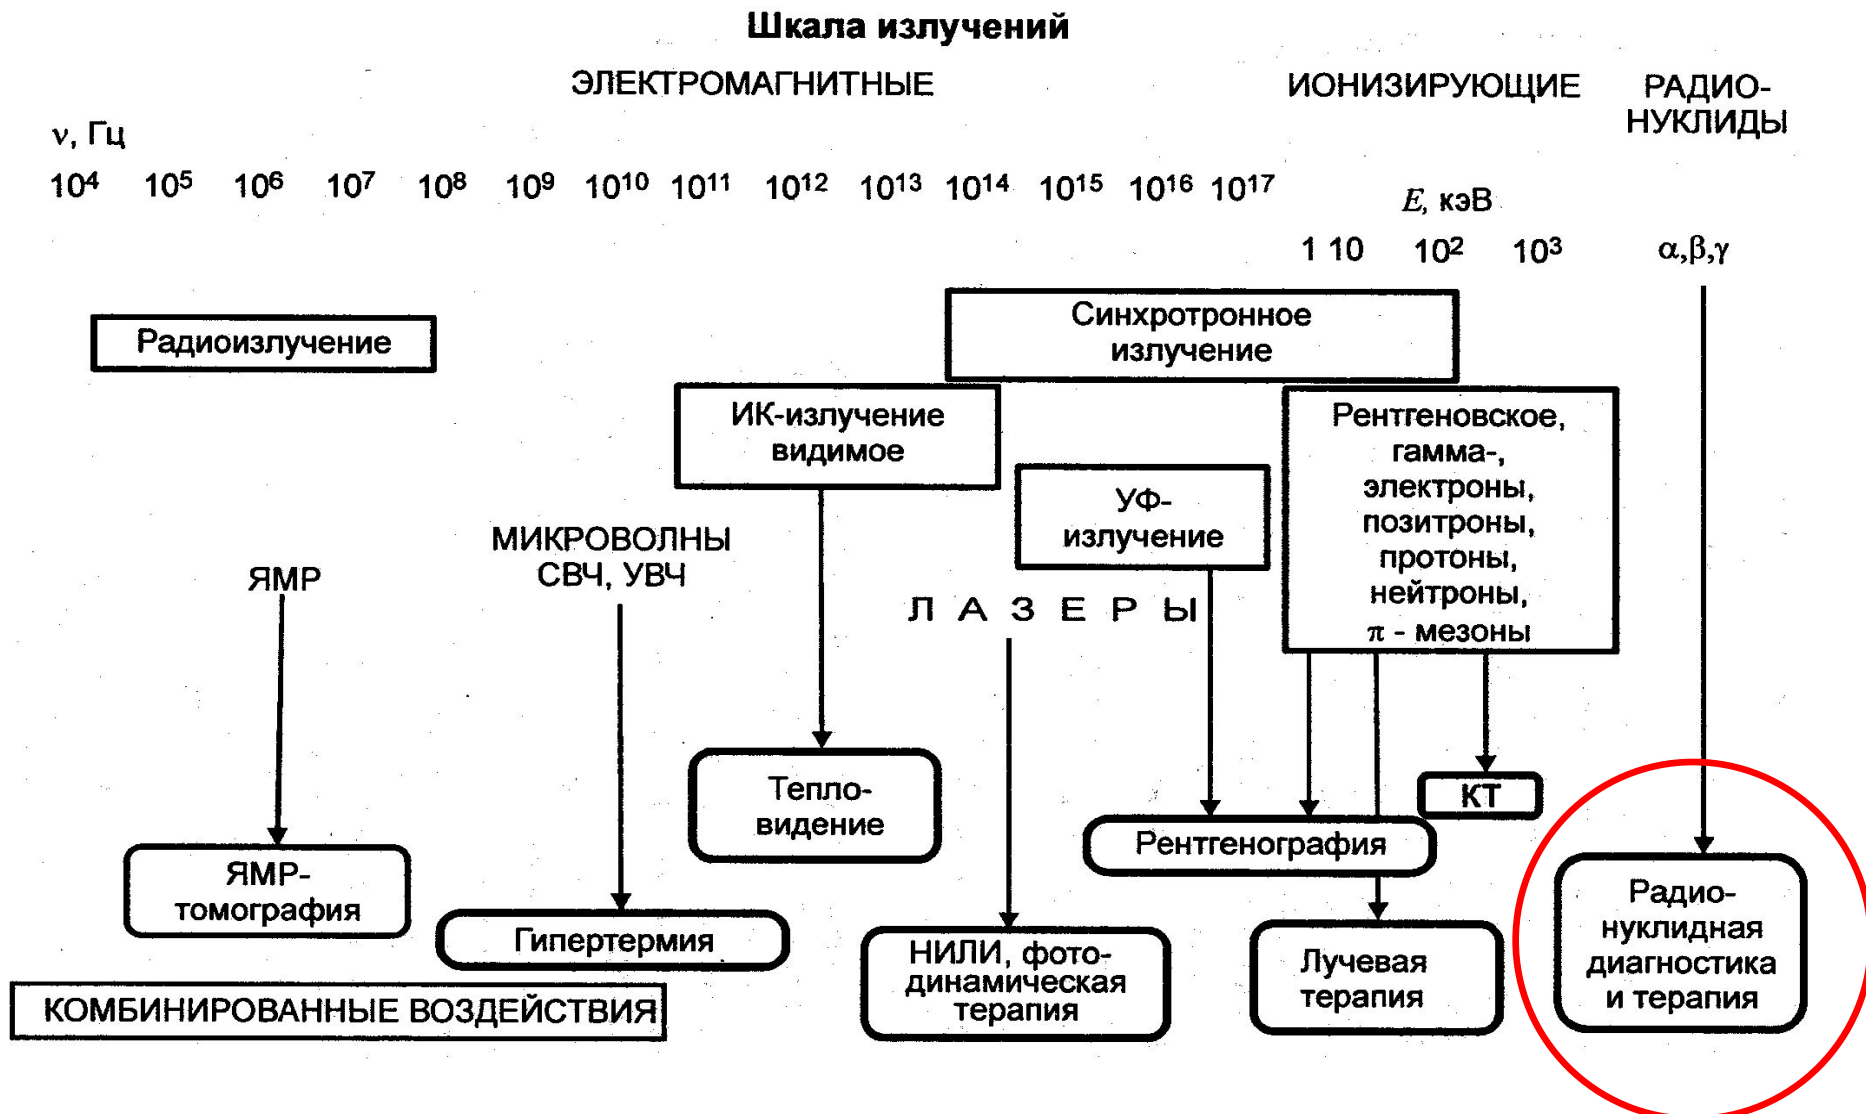 Шкала излучений
ЭЛЕКТРОМАГНИТНЫЕ
ИОНИЗИРУЮЩИЕ
РАДИО-
НУКЛИДЫ
ν, Гц
10⁴ 10⁵ 10⁶ 10⁷ 10⁸ 10⁹ 10¹⁰ 10¹¹ 10¹² 10¹³ 10¹⁴ 10¹⁵ 10¹⁶ 10¹⁷
E, кэВ
1 10 10² 10³
α,β,γ
Радиоизлучение
Синхротронное
излучение
ИК-излучение
видимое
Рентгеновское,
гамма-,
электроны,
позитроны,
протоны,
нейтроны,
π - мезоны
УФ-
излучение
ЯМР
МИКРОВОЛНЫ
СВЧ, УВЧ
Л А З Е Р Ы
Тепло-
видение
КТ
Рентгенография
ЯМР-
томография
Гипертермия
НИЛИ, фото-
динамическая
терапия
Лучевая
терапия
Радио-
нуклидная
диагностика
и терапия
КОМБИНИРОВАННЫЕ ВОЗДЕЙСТВИЯ